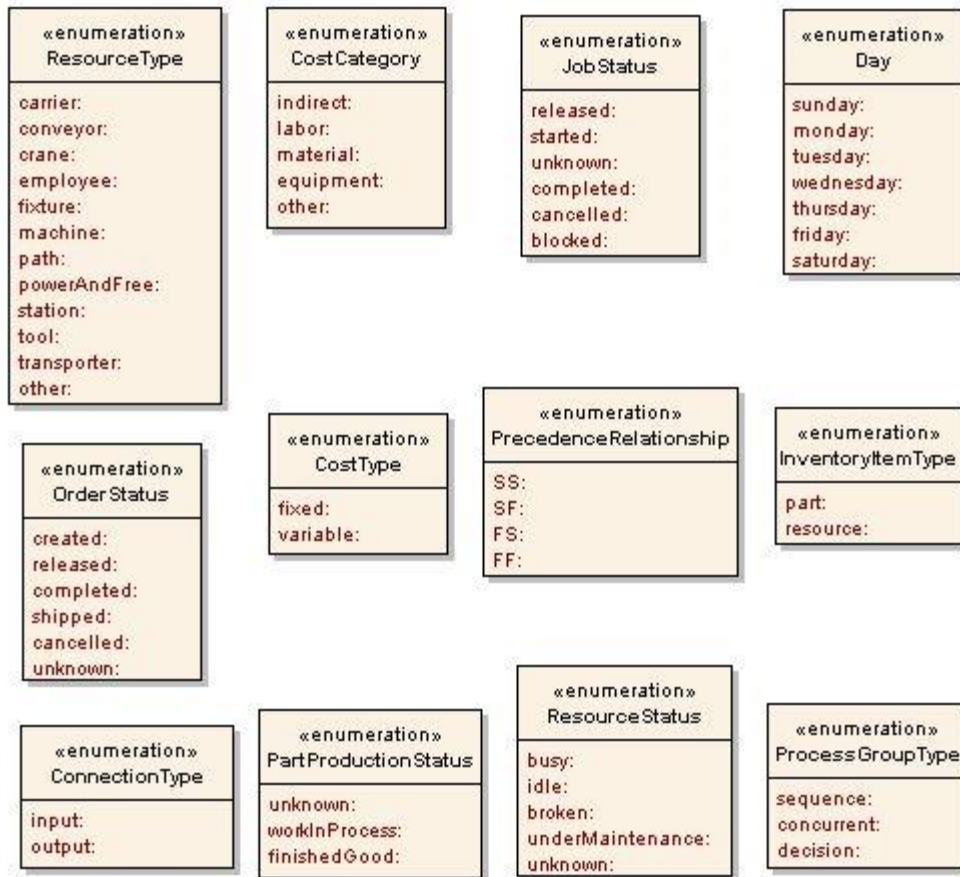 «enumeration»
ResourceType
carrier:
conveyor:
crane:
employee:
fixture:
machine:
path:
powerAndFree:
station:
tool:
transporter:
other:
«enumeration»
CostCategory
indirect:
labor:
material:
equipment:
other:
«enumeration»
JobStatus
released:
started:
unknown:
completed:
cancelled:
blocked:
«enumeration»
Day
sunday:
monday:
tuesday:
wednesday:
thursday:
friday:
saturday:
«enumeration»
OrderStatus
created:
released:
completed:
shipped:
cancelled:
unknown:
«enumeration»
CostType
fixed:
variable:
«enumeration»
PrecedenceRelationship
SS:
SF:
FS:
FF:
«enumeration»
InventoryItemType
part:
resource:
«enumeration»
ConnectionType
input:
output:
«enumeration»
PartProductionStatus
unknown:
workInProcess:
finishedGood:
«enumeration»
ResourceStatus
busy:
idle:
broken:
underMaintenance:
unknown:
«enumeration»
ProcessGroupType
sequence:
concurrent:
decision: